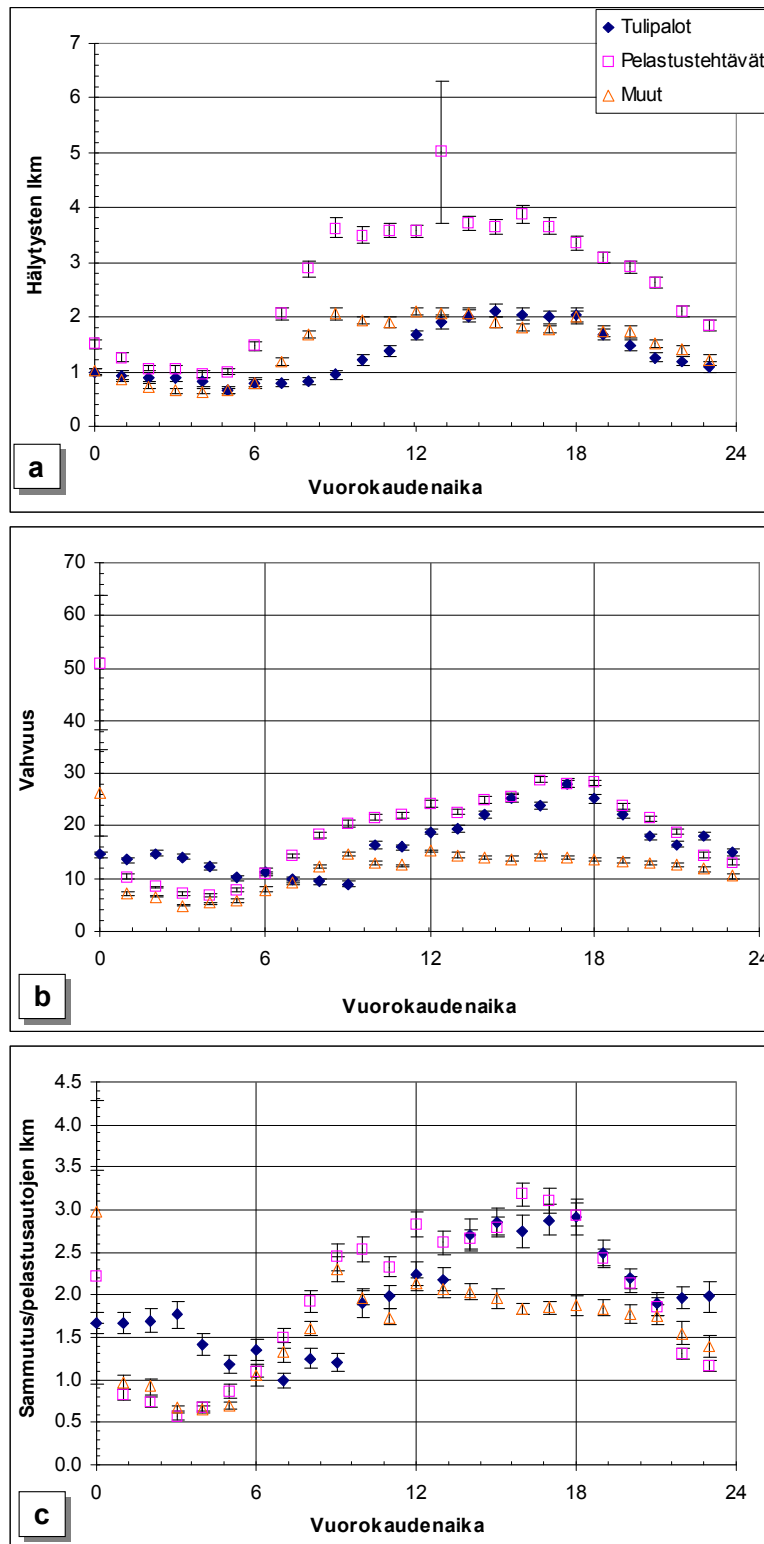 Tulipalot
Pelastustehtävät
Muut
7
6
5
4
3
2
1
0
Hälytysten lkm
0 6 12 18 24
Vuorokaudenaika
a
70
60
50
40
30
20
10
0
Vahvuus
0 6 12 18 24
Vuorokaudenaika
b
4.5
4.0
3.5
3.0
2.5
2.0
1.5
1.0
0.5
0.0
Sammutus/pelastusautojen lkm
0 6 12 18 24
Vuorokaudenaika
c